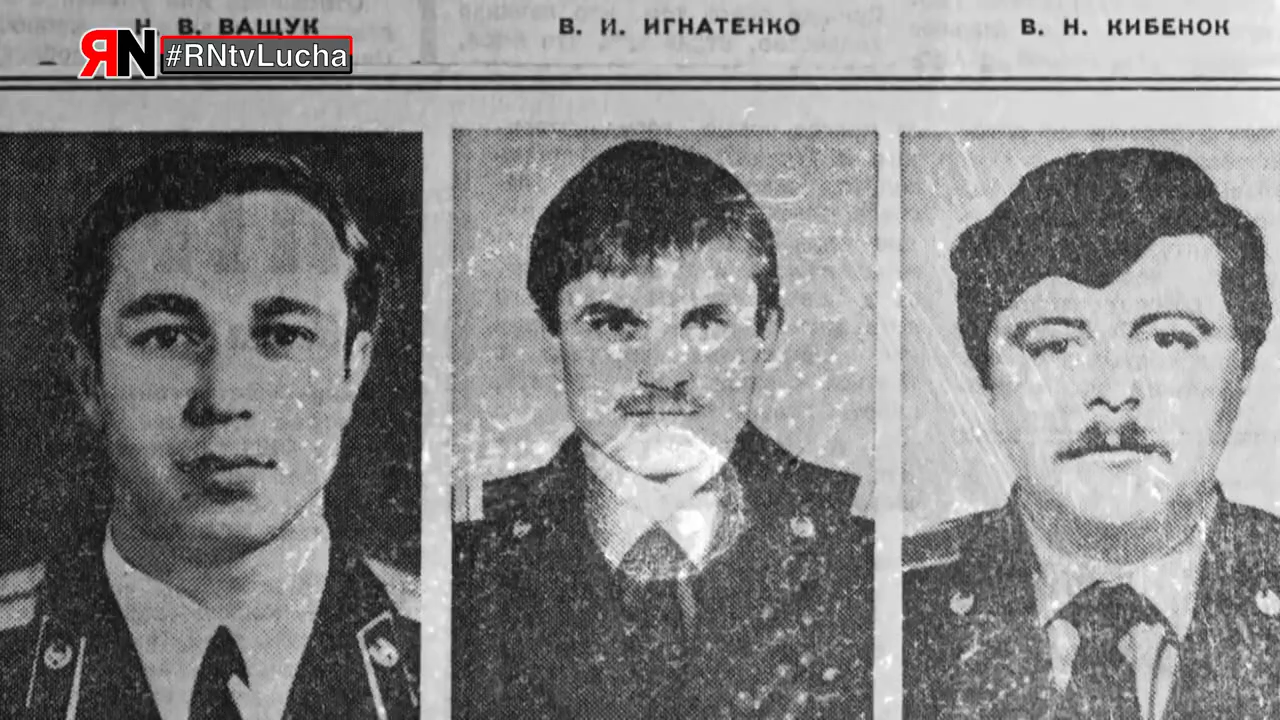 Н. В. ВАЩУК
В. И. ИГНАТЕНКО
В. Н. КИБЕНОК
RN
#RNtvLucha